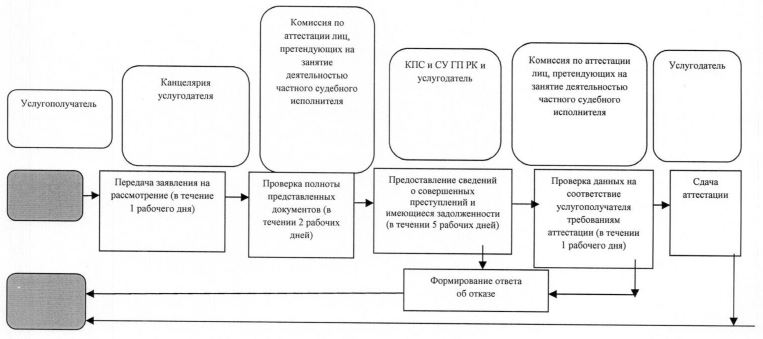 Услугополучатель
Канцелярия
услугодателя
Комиссия по
аттестации лиц,
претендующих на
занятие
деятельностью
частного судебного
исполнителя
КПС и СУ ГП РК и
услугодатель
Комиссия по аттестации
лиц, претендующих на
занятие деятельностью
частного судебного
исполнителя
Услугодатель
Передача заявления на
рассмотрение (в течение
1 рабочего дня)
Проверка полноты
представленных
документов (в
течении 2 рабочих
дней)
Предоставление сведений
о совершенных
преступлений и
имеющиеся задолженности
(в течении 5 рабочих дней)
Проверка данных на
соответствие
услугополучателя
требованиям
аттестации (в течении
1 рабочего дня)
Сдача
аттестации
Формирование ответа
об отказе